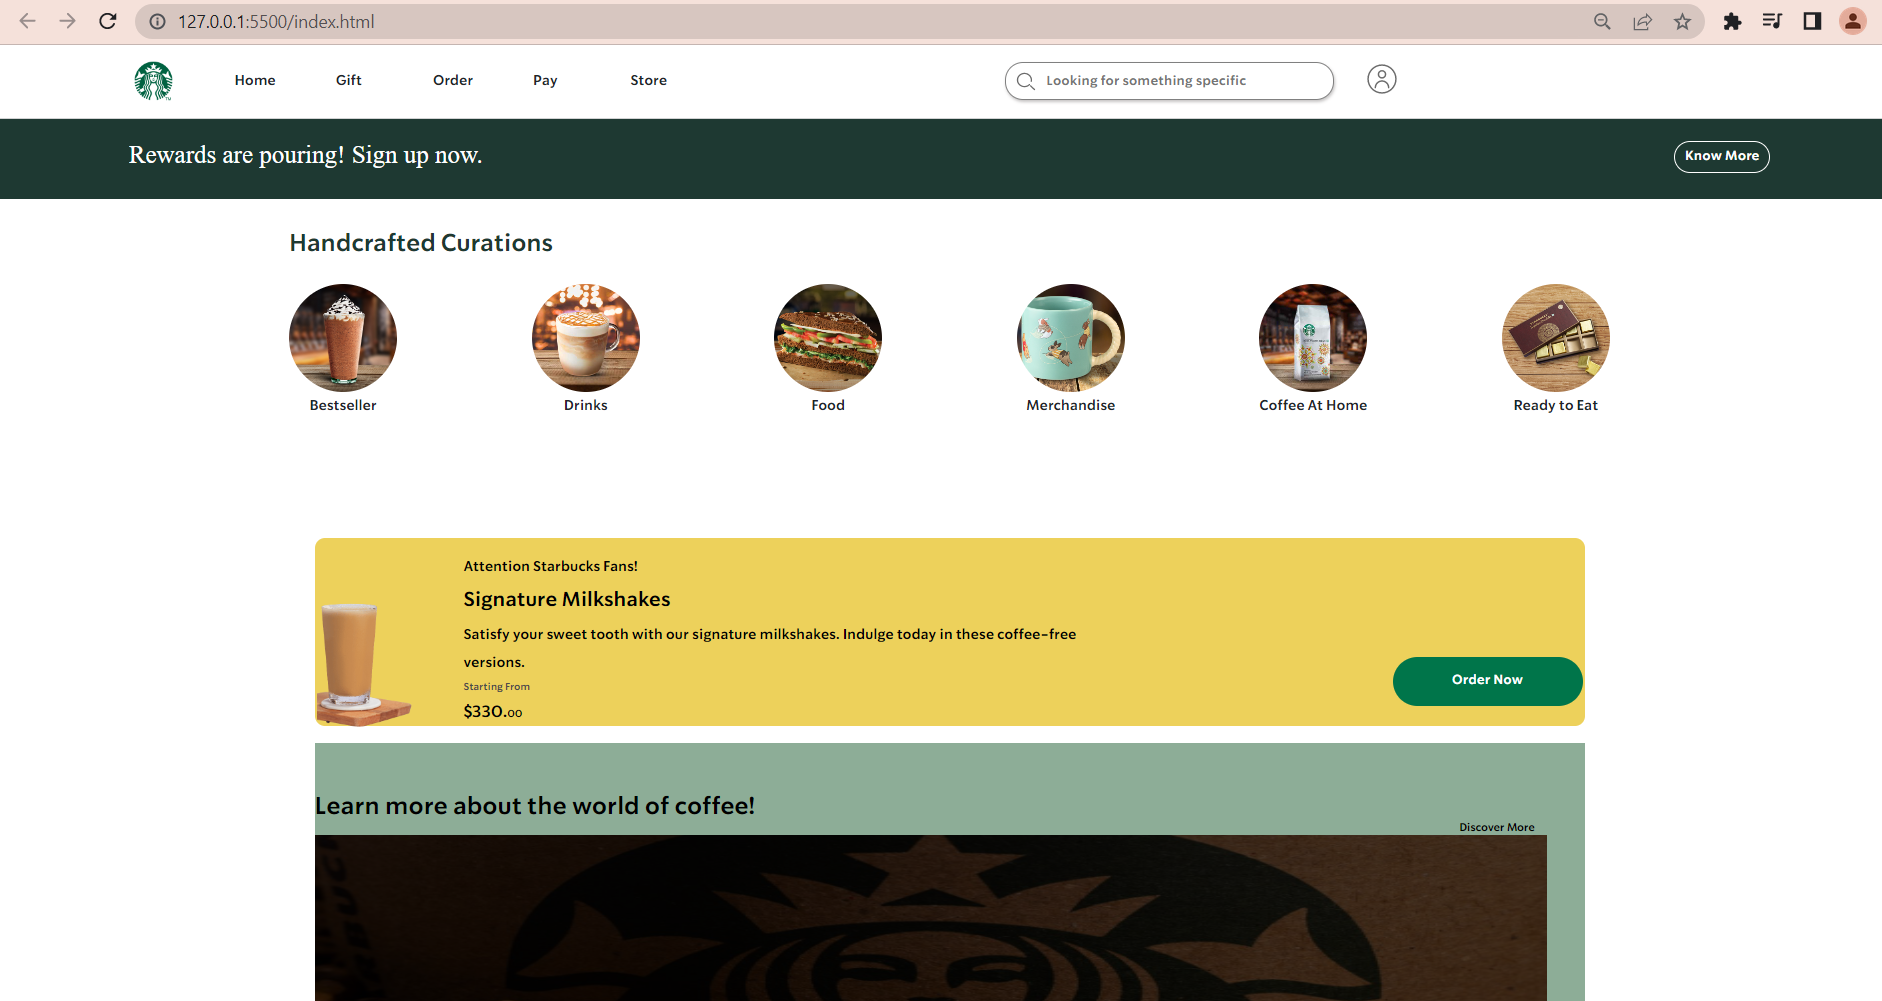 127.0.0.1:5500/index.html
Home Gift Order Pay Store Looking for something specific
Rewards are pouring! Sign up now.
Know More
Handcrafted Curations
Bestseller Drinks Food Merchandise Coffee At Home Ready to Eat
Attention Starbucks Fans!
Signature Milkshakes
Satisfy your sweet tooth with our signature milkshakes. Indulge today in these coffee-free
versions.
Starting From
$330.00
Order Now
Learn more about the world of coffee!
Discover More